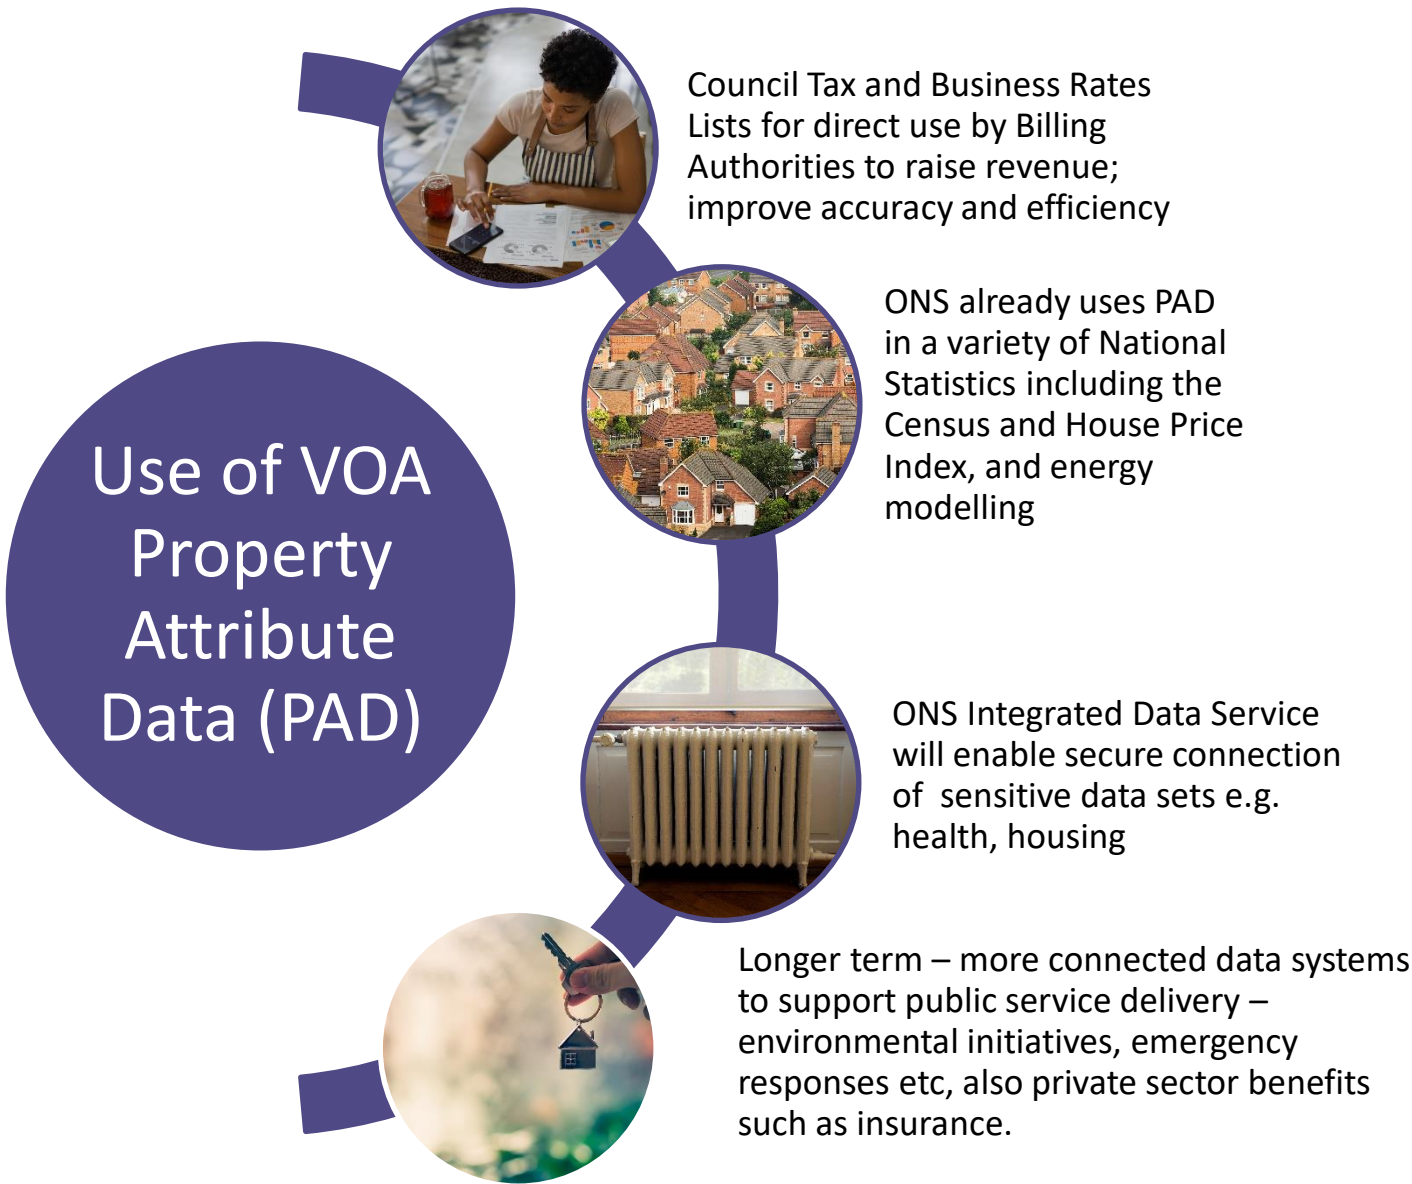 Use of VOA
Property
Attribute
Data (PAD)
Council Tax and Business Rates
Lists for direct use by Billing
Authorities to raise revenue;
improve accuracy and efficiency
ONS already uses PAD
in a variety of National
Statistics including the
Census and House Price
Index, and energy
modelling
ONS Integrated Data Service
will enable secure connection
of  sensitive data sets e.g.
health, housing
Longer term – more connected data systems
to support public service delivery –
environmental initiatives, emergency
responses etc, also private sector benefits
such as insurance.